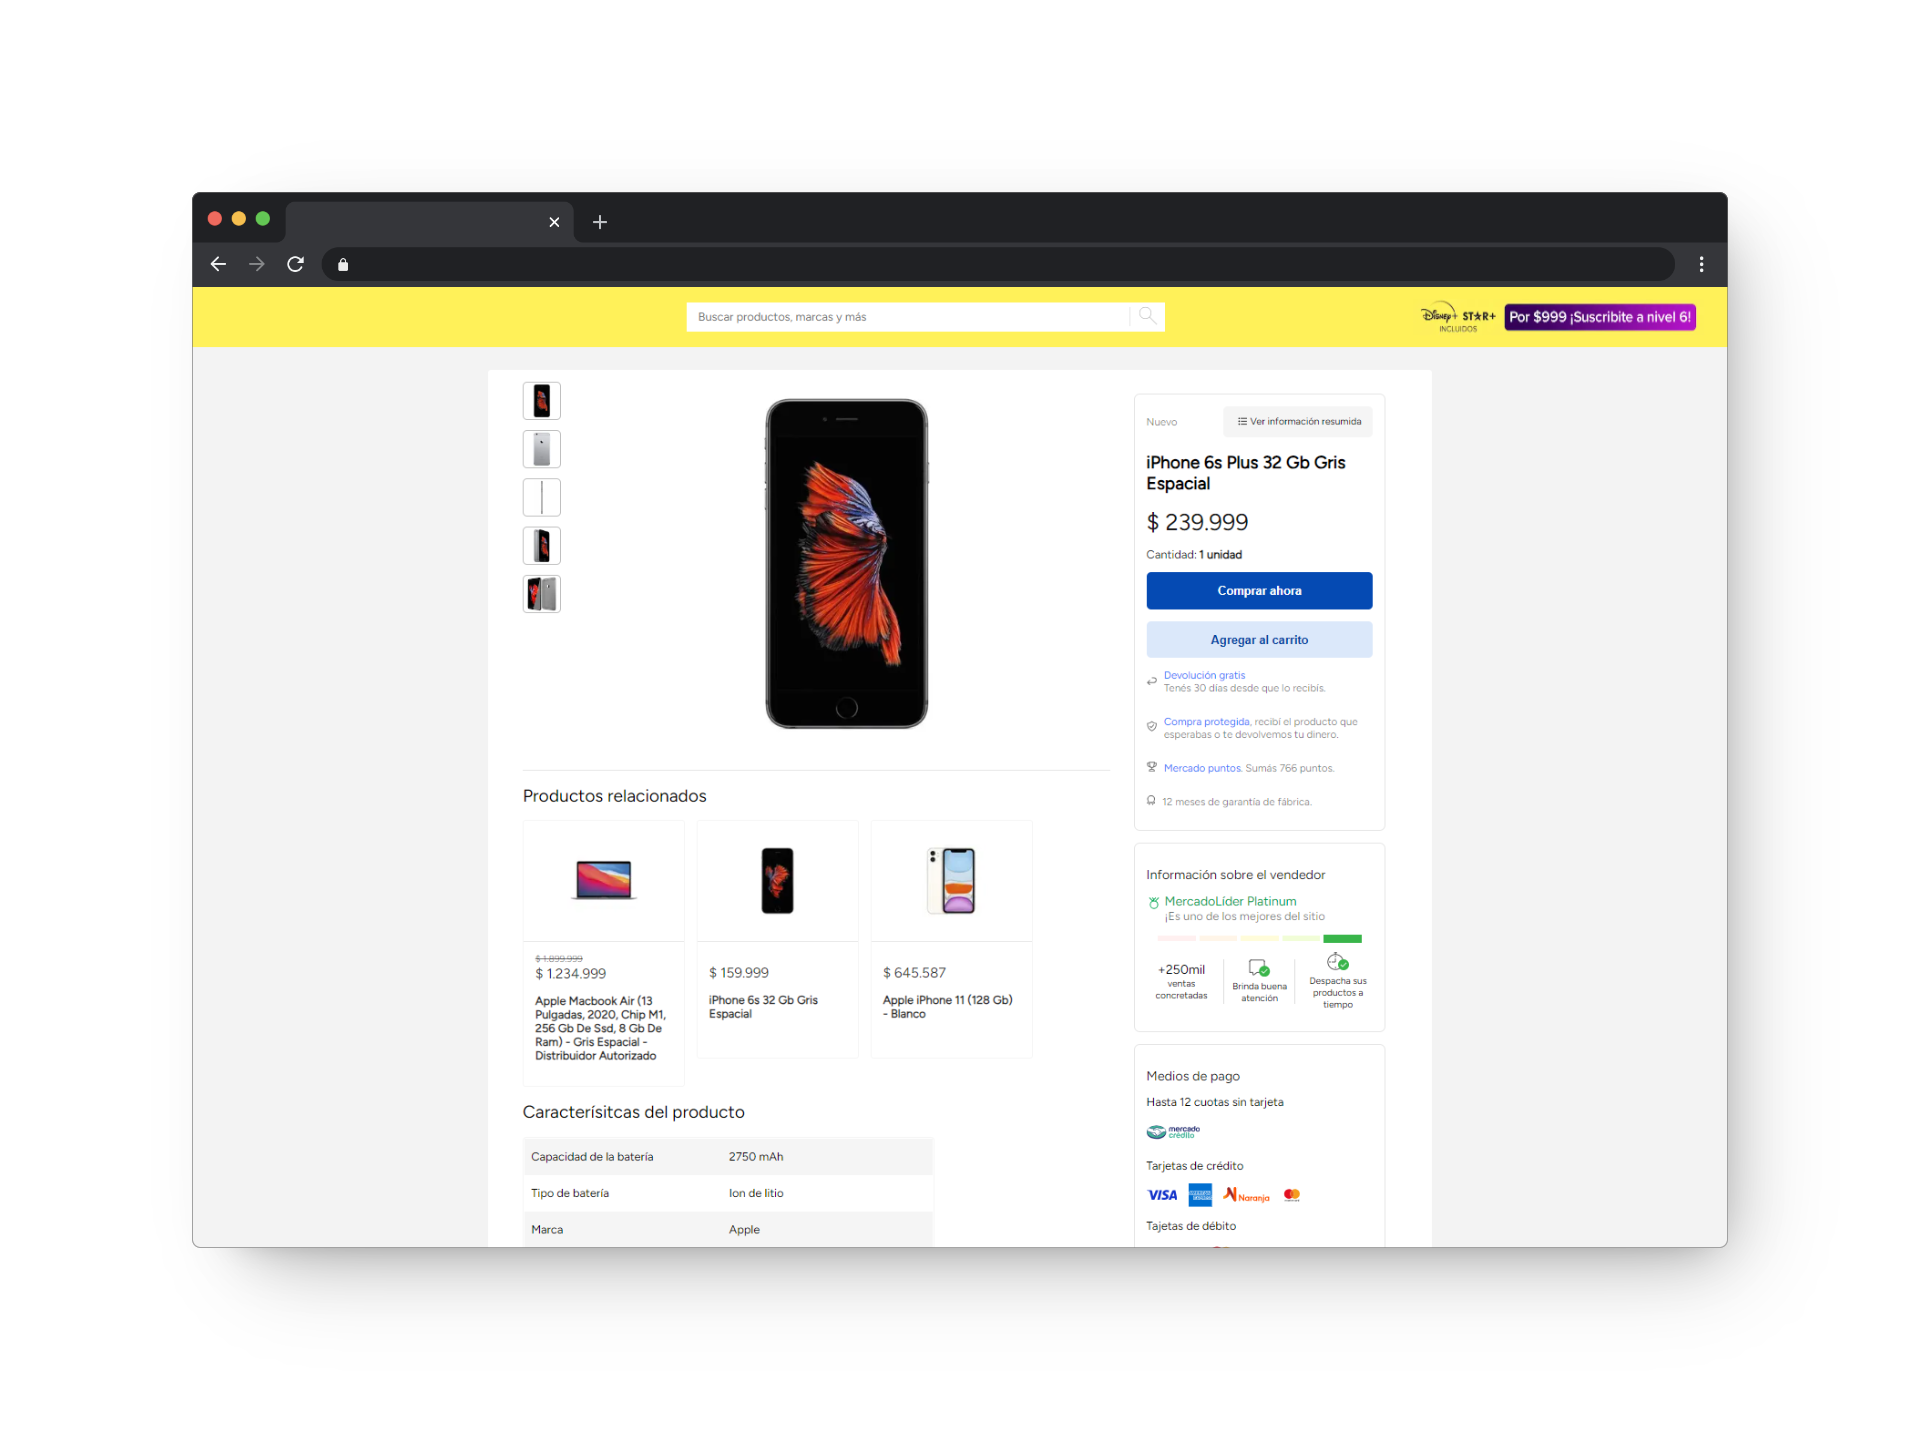 Buscar productos, marcas y más
Disney+ ST★R+
INCLUIDOS
Por $999 ¡Suscribite a nivel 6!
Nuevo
Ver información resumida
iPhone 6s Plus 32 Gb Gris
Espacial
$ 239.999
Cantidad: 1 unidad
Comprar ahora
Agregar al carrito
Devolución gratis
Tenés 30 días desde que lo recibís.
Compra protegida, recibí el producto que
esperabas o te devolvemos tu dinero.
Mercado puntos. Sumás 766 puntos.
12 meses de garantía de fábrica.
Productos relacionados
$ 1.899.999
$ 1.234.999
Apple Macbook Air (13
Pulgadas, 2020, Chip M1,
256 Gb De Ssd, 8 Gb De
Ram) - Gris Espacial -
Distribuidor Autorizado
$ 159.999
iPhone 6s 32 Gb Gris
Espacial
$ 645.587
Apple iPhone 11 (128 Gb)
- Blanco
Información sobre el vendedor
MercadoLíder Platinum
¡Es uno de los mejores del sitio
+250mil
ventas
concretadas
Brinda buena
atención
Despacha sus
productos a
tiempo
Caracterísitcas del producto
Capacidad de la batería 2750 mAh
Tipo de batería Ion de litio
Marca Apple
Medios de pago
Hasta 12 cuotas sin tarjeta
mercado
crédito
Tarjetas de crédito
VISA
Naranja
Tajetas de débito